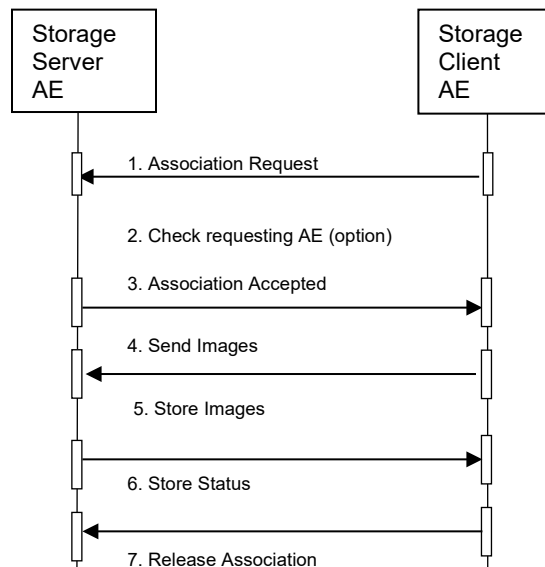 Storage
Server
AE
Storage
Client
AE
1. Association Request
2. Check requesting AE (option)
3. Association Accepted
4. Send Images
5. Store Images
6. Store Status
7. Release Association